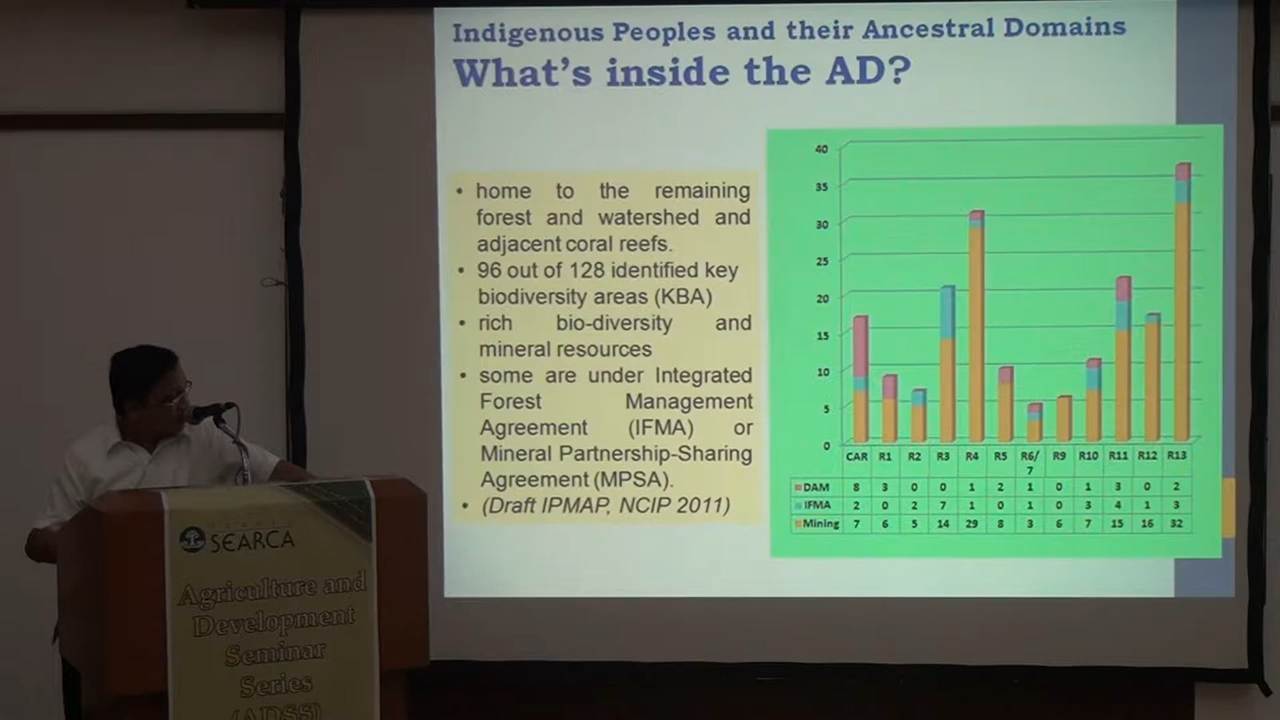 Indigenous Peoples and their Ancestral Domains
What's inside the AD?
• home to the remaining
forest and watershed and
adjacent coral reefs.
• 96 out of 128 identified key
biodiversity areas (KBA)
• rich bio-diversity and
mineral resources
• some are under Integrated
Forest Management
Agreement (IFMA) or
Mineral Partnership-Sharing
Agreement (MPSA).
• (Draft IPMAP, NCIP 2011)
40
35
30
25
20
15
10
5
0
CAR R1 R2 R3 R4 R5 R6/7 R9 R10 R11 R12 R13
DAM 8 3 0 0 1 2 1 0 1 3 0 2
IFMA 2 0 2 7 1 0 1 0 3 4 1 3
Mining 7 6 5 14 29 8 3 6 7 15 16 32
SEARCA
Agriculture and
Development
Seminar
Series
(ADSS)